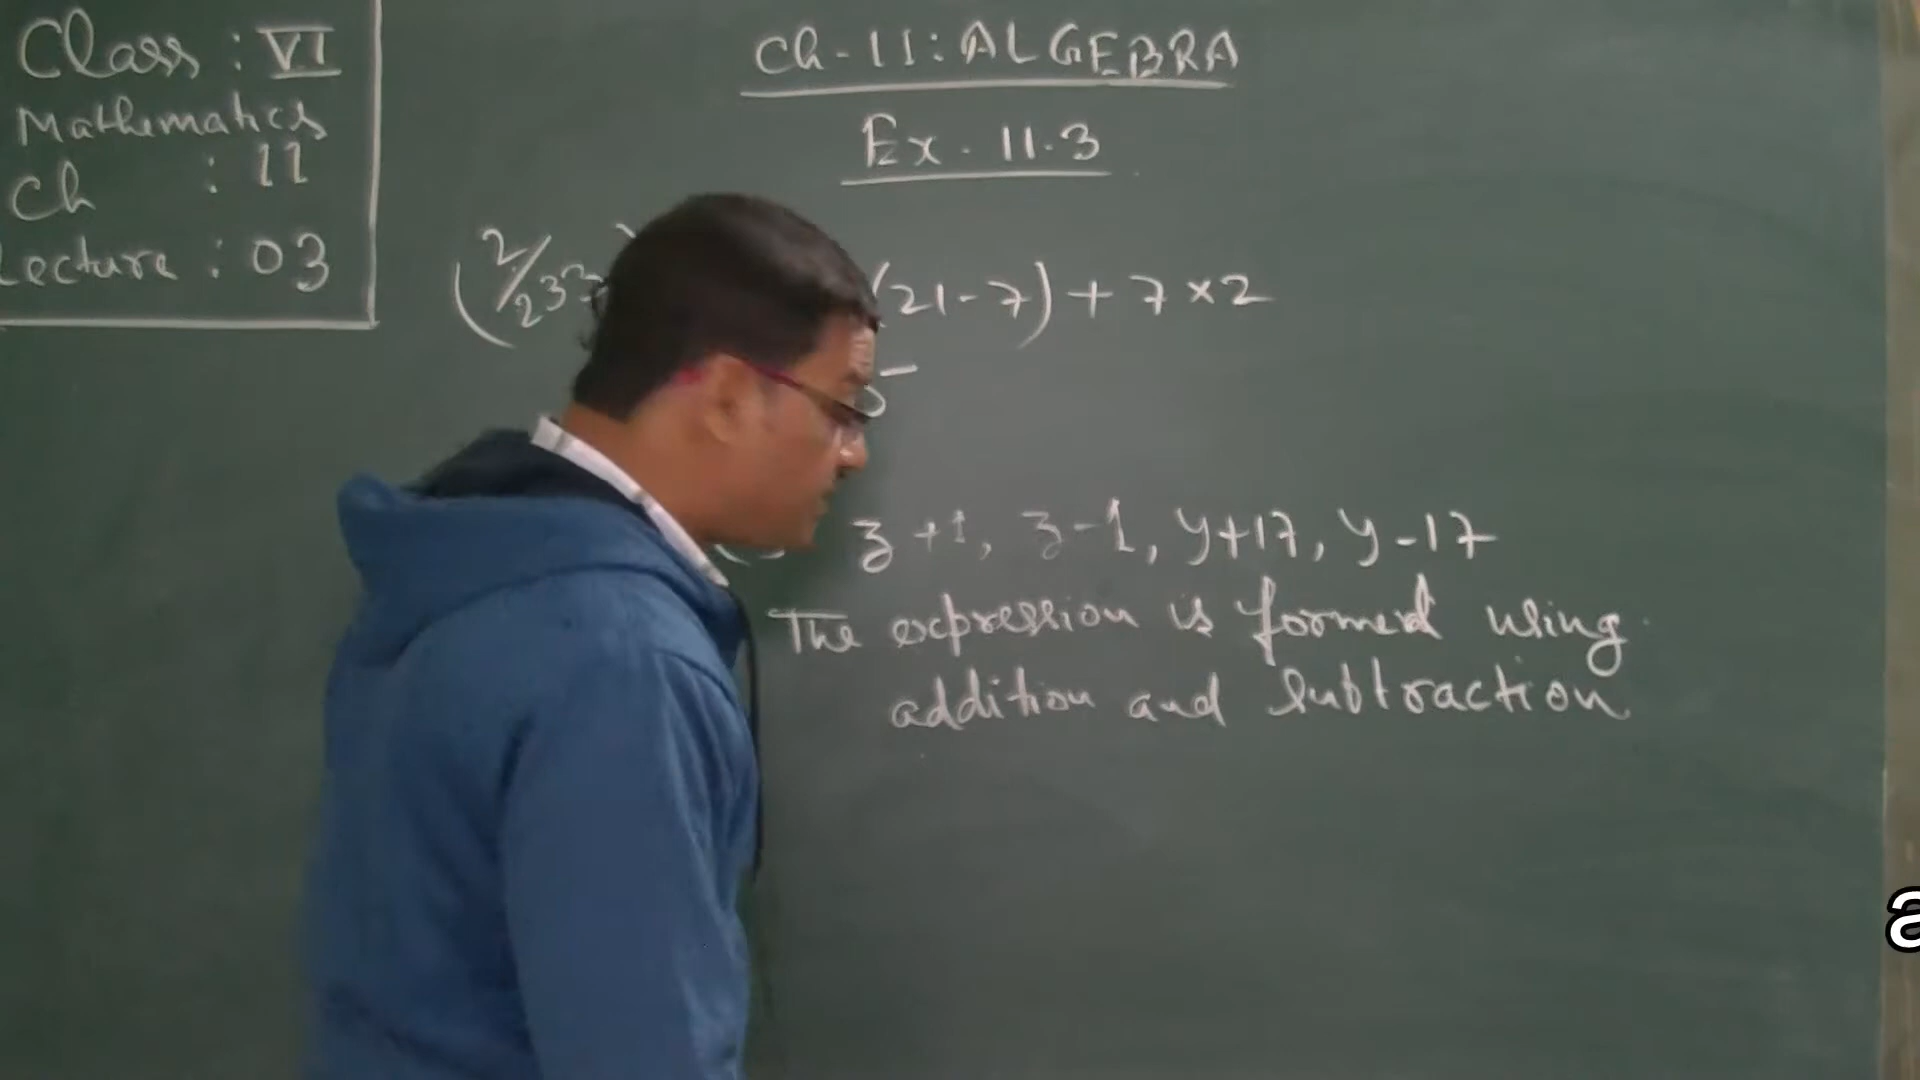 Class : VI
Mathematics
Ch : 11
Lecture : 03
Ch-11: ALGEBRA
Ex. 11.3
(21-7) + 7 × 2
5
z+1, z-1, y+17, y-17
The expression is formed using
addition and subtraction
a